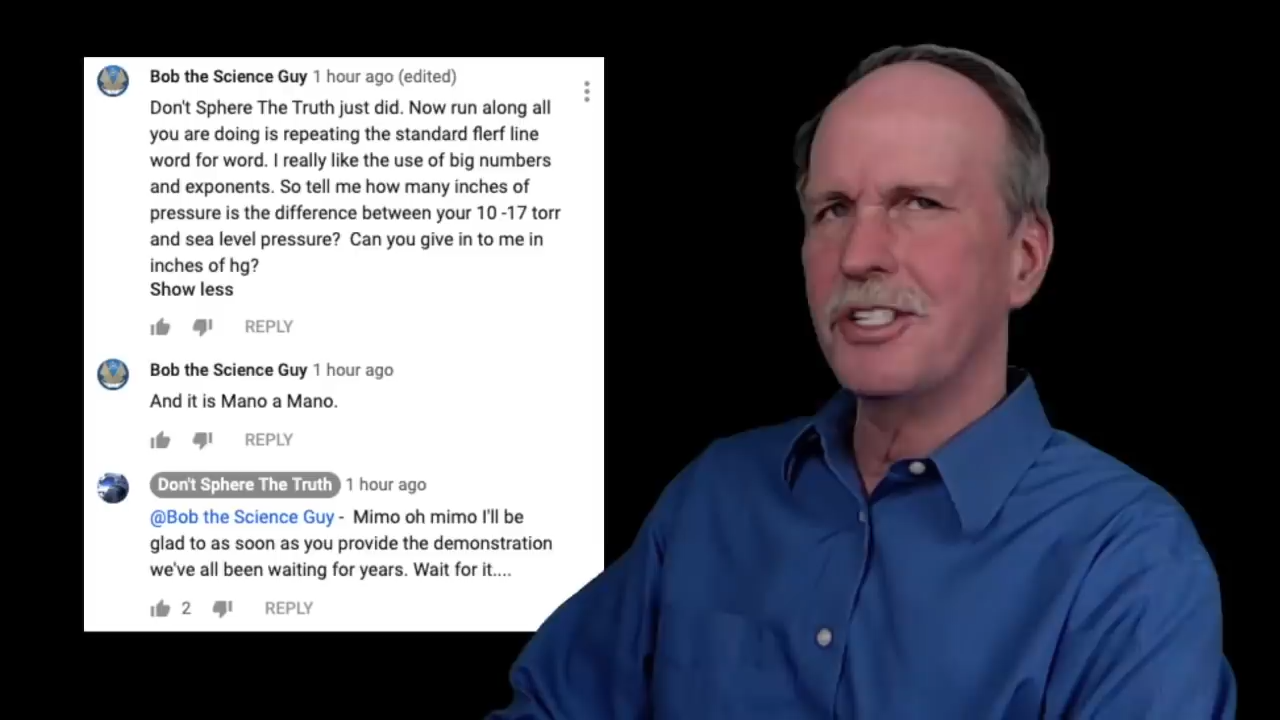 Bob the Science Guy 1 hour ago (edited)
Don't Sphere The Truth just did. Now run along all
you are doing is repeating the standard flerf line
word for word. I really like the use of big numbers
and exponents. So tell me how many inches of
pressure is the difference between your 10 -17 torr
and sea level pressure?  Can you give in to me in
inches of hg?
Show less
REPLY
Bob the Science Guy 1 hour ago
And it is Mano a Mano.
REPLY
Don't Sphere The Truth 1 hour ago
@Bob the Science Guy -  Mimo oh mimo I'll be
glad to as soon as you provide the demonstration
we've all been waiting for years. Wait for it....
2 REPLY